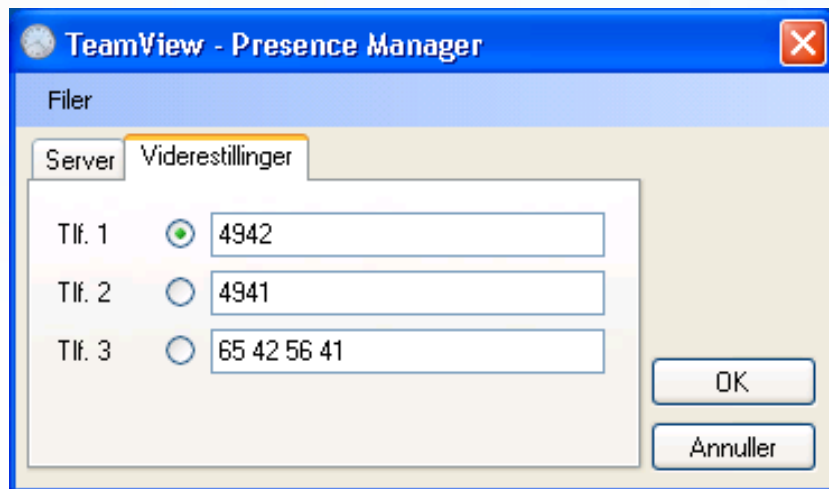 TeamView - Presence Manager
Filer
Server
Viderestillinger
Tlf. 1
4942
Tlf. 2
4941
Tlf. 3
65 42 56 41
OK
Annuller